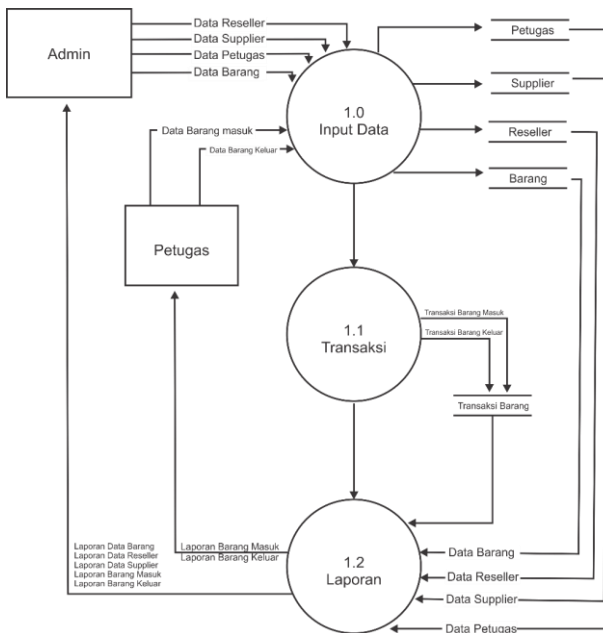 Admin
Data Reseller
Data Supplier
Data Petugas
Data Barang
1.0
Input Data
Petugas
Supplier
Reseller
Barang
Data Barang masuk
Data Barang Keluar
Petugas
1.1
Transaksi
Transaksi Barang Masuk
Transaksi Barang Keluar
Transaksi Barang
1.2
Laporan
Laporan Data Barang
Laporan Data Reseller
Laporan Data Supplier
Laporan Barang Masuk
Laporan Barang Keluar
Laporan Barang Masuk
Laporan Barang Keluar
Data Barang
Data Reseller
Data Supplier
Data Petugas